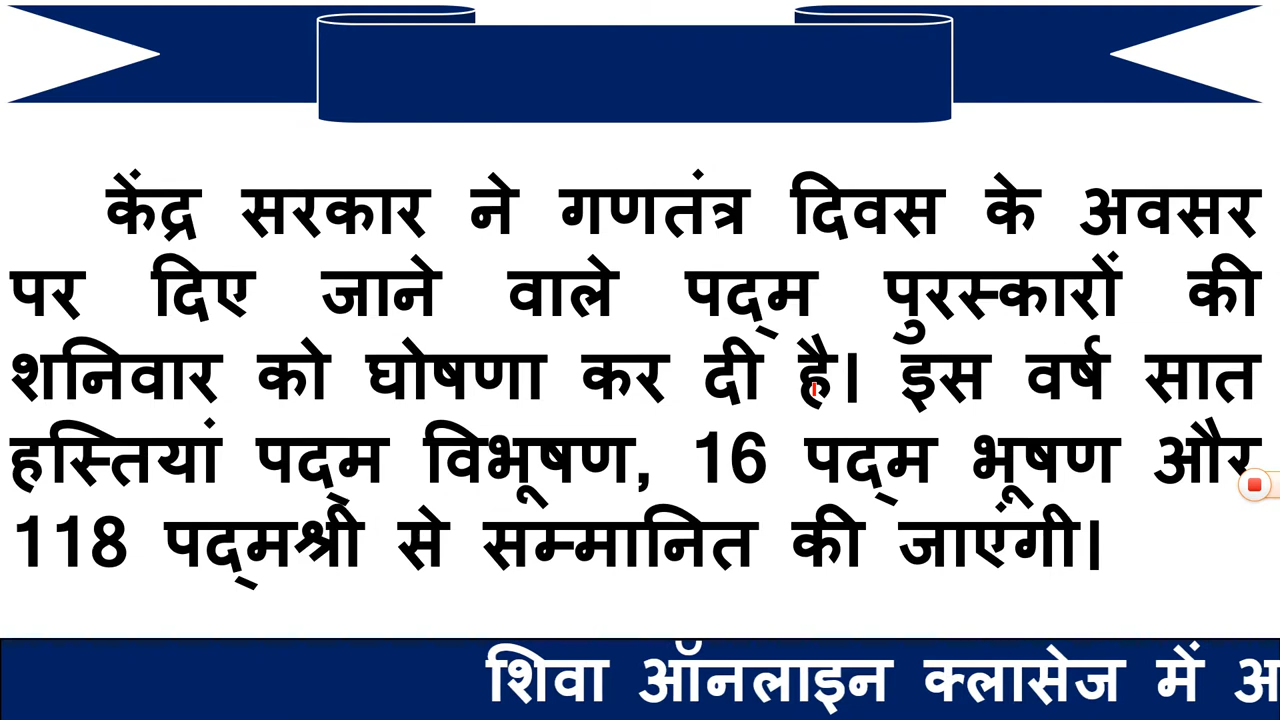 केंद्र सरकार ने गणतंत्र दिवस के अवसर
पर दिए जाने वाले पद्म पुरस्कारों की
शनिवार को घोषणा कर दी है। इस वर्ष सात
हस्तियां पद्म विभूषण, 16 पद्म भूषण और
118 पद्मश्री से सम्मानित की जाएंगी।
शिवा ऑनलाइन क्लासेज में